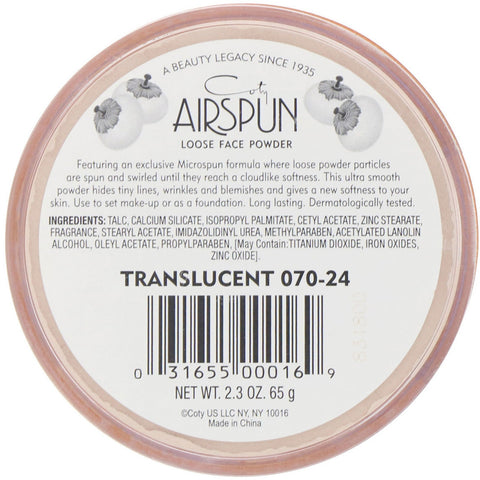 A BEAUTY LEGACY SINCE 1935
Coty
AIRSPUN
LOOSE FACE POWDER
Featuring an exclusive Microspun formula where loose powder particles
are spun and swirled until they reach a cloudlike softness. This ultra smooth
powder hides tiny lines, wrinkles and blemishes and gives a new softness to your
skin. Use to set make-up or as a foundation. Long lasting. Dermatologically tested.
INGREDIENTS: TALC, CALCIUM SILICATE, ISOPROPYL PALMITATE, CETYL ACETATE, ZINC STEARATE,
FRAGRANCE, STEARYL ACETATE, IMIDAZOLIDINYL UREA, METHYLPARABEN, ACETYLATED LANOLIN
ALCOHOL, OLEYL ACETATE, PROPYLPARABEN, [May Contain:TITANIUM DIOXIDE, IRON OXIDES,
ZINC OXIDE].
TRANSLUCENT 070-24
0 31655 00016 9
NET WT. 2.3 OZ. 65 g
©Coty US LLC NY, NY 10016
Made in China